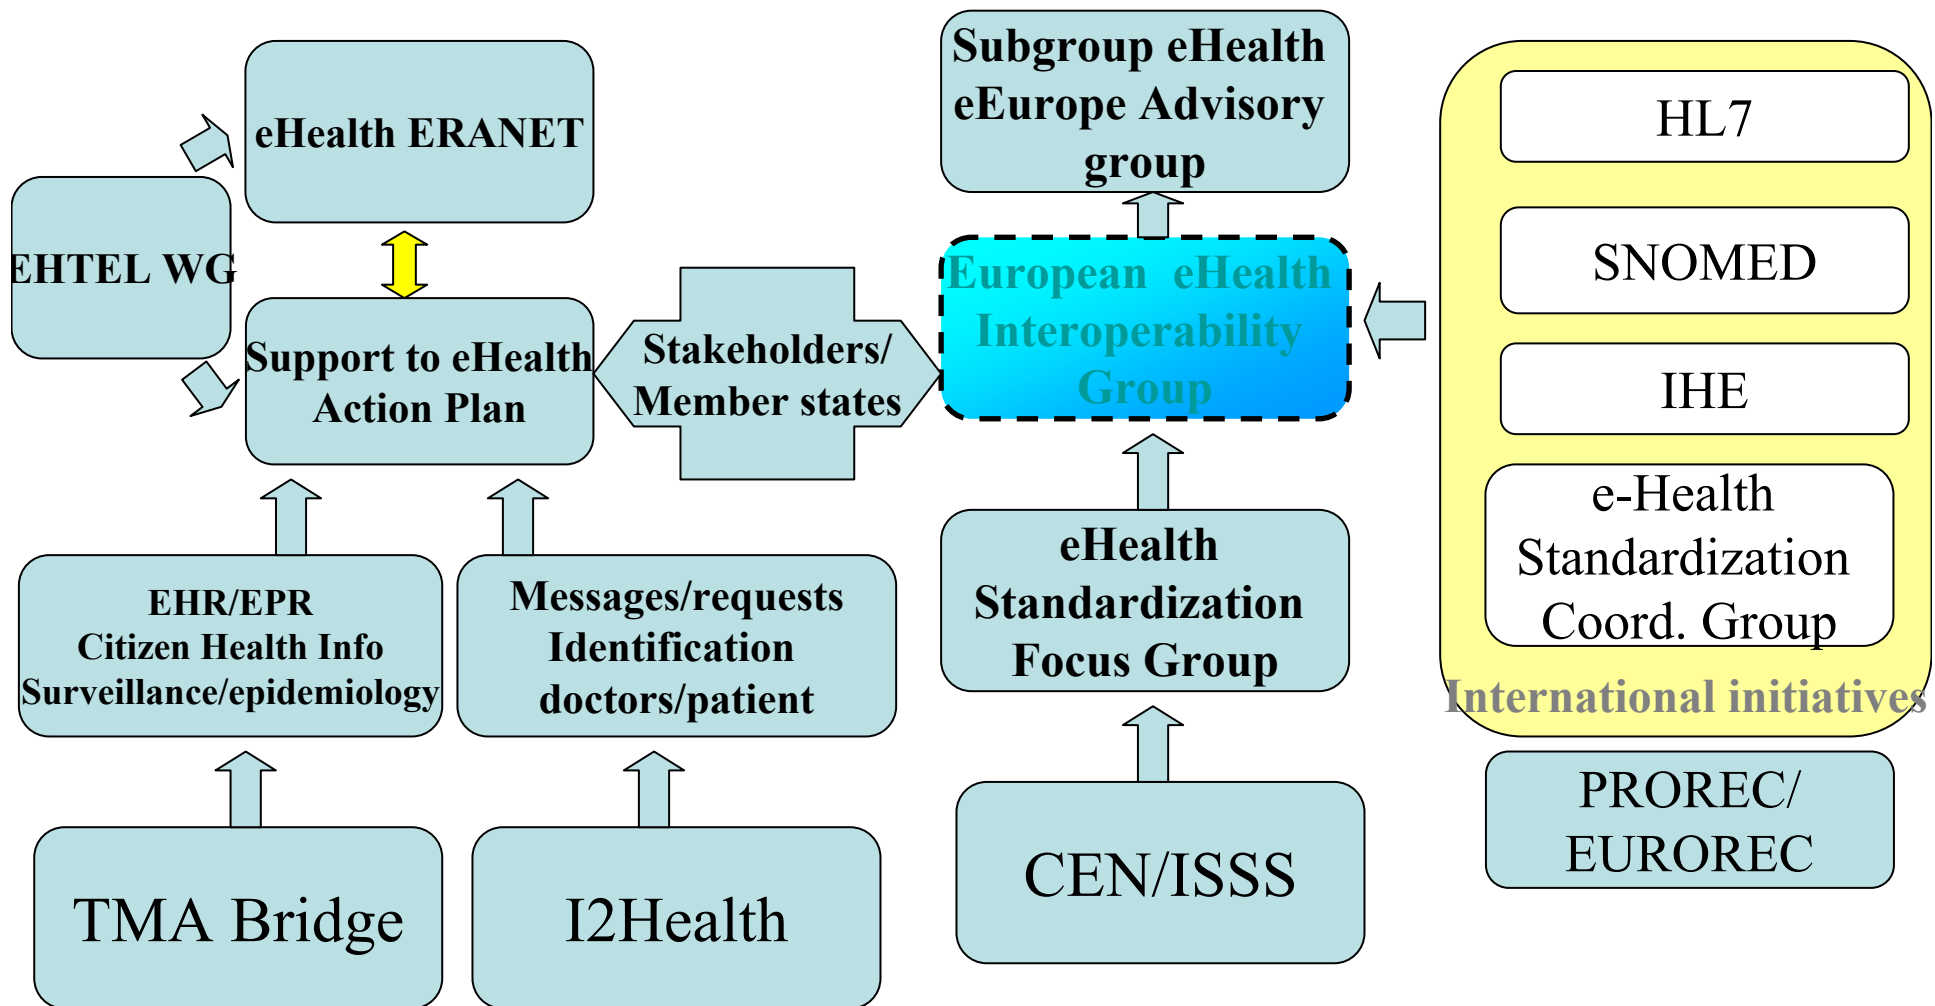 Subgroup eHealth
eEurope Advisory
group
eHealth ERANET
HL7
EHTEL WG
SNOMED
European eHealth
Interoperability
Group
Support to eHealth
Action Plan
Stakeholders/
Member states
IHE
e-Health
Standardization
Coord. Group
International initiatives
EHR/EPR
Citizen Health Info
Surveillance/epidemiology
Messages/requests
Identification
doctors/patient
eHealth
Standardization
Focus Group
PROREC/
EUROREC
TMA Bridge
I2Health
CEN/ISSS